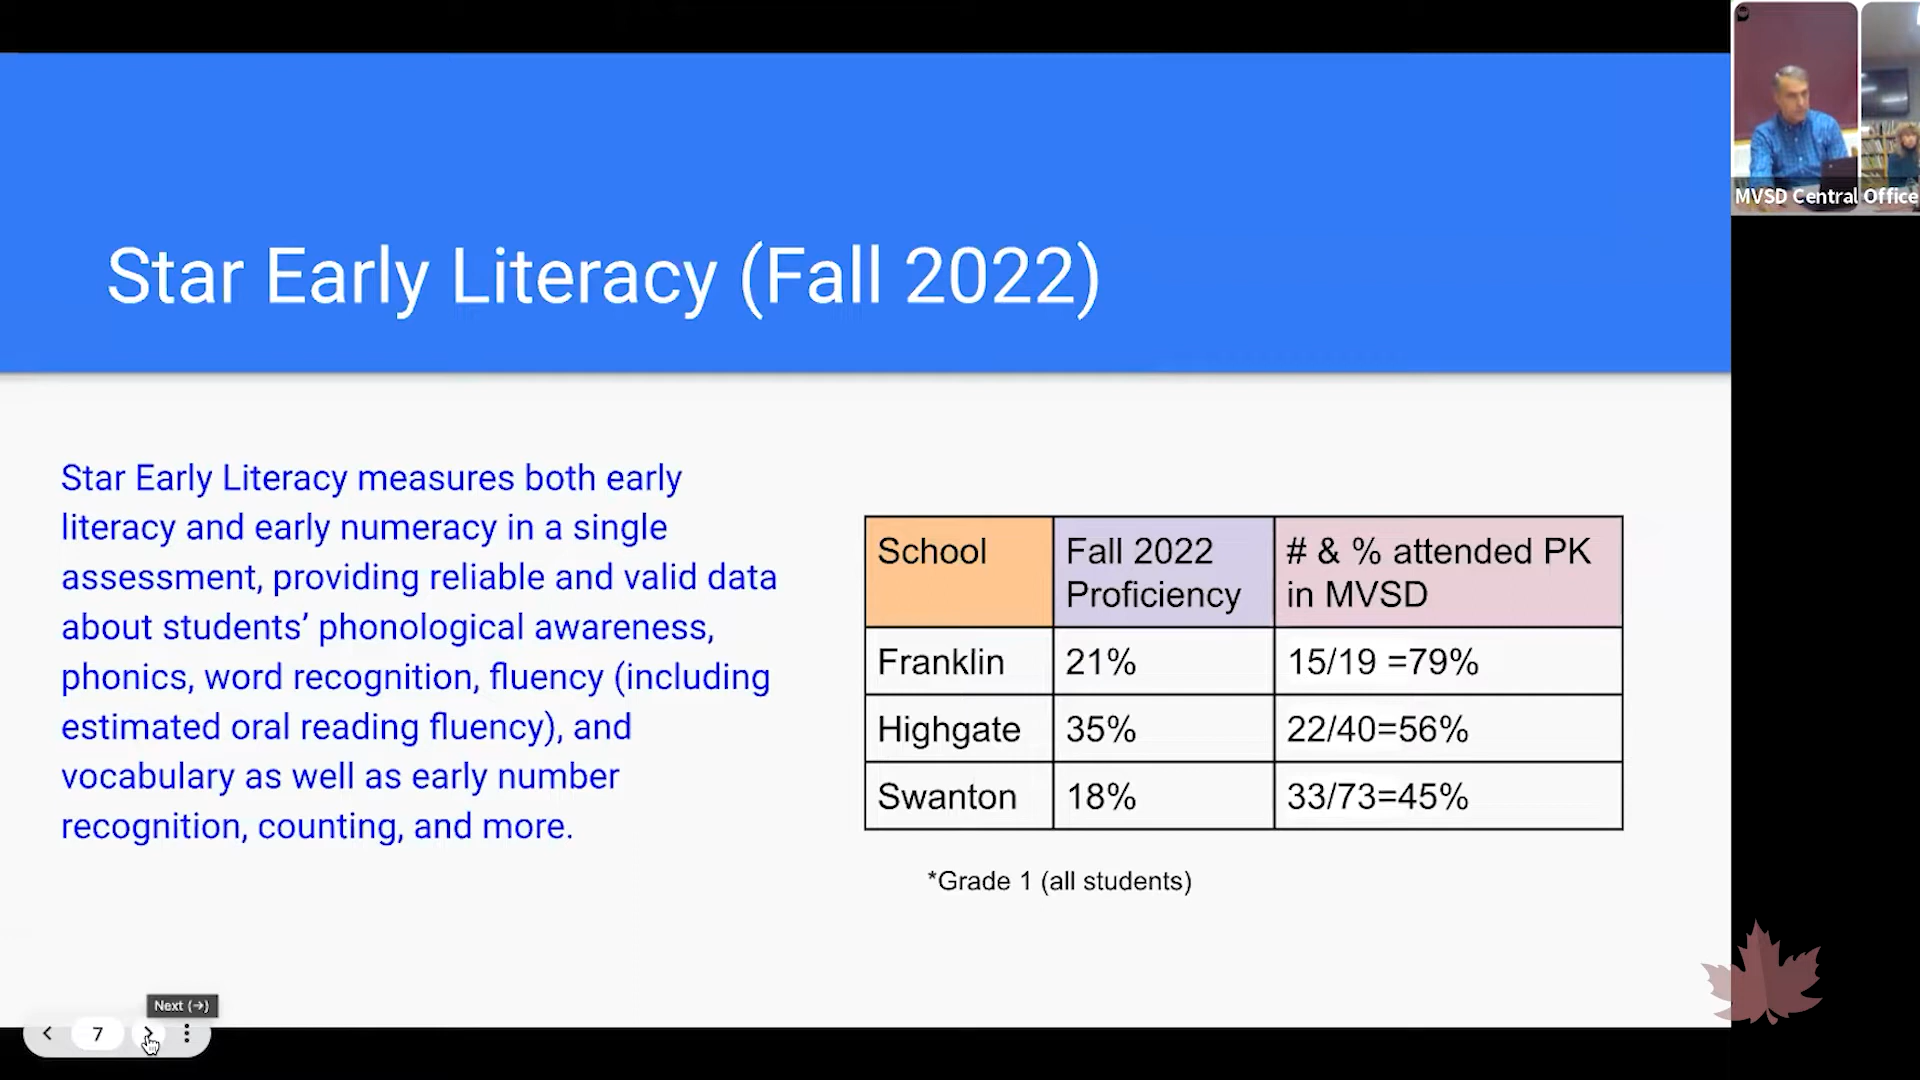 MVSD Central Office
Star Early Literacy (Fall 2022)
Star Early Literacy measures both early
literacy and early numeracy in a single
assessment, providing reliable and valid data
about students’ phonological awareness,
phonics, word recognition, fluency (including
estimated oral reading fluency), and
vocabulary as well as early number
recognition, counting, and more.
School
Fall 2022
Proficiency
# & % attended PK
in MVSD
Franklin 21% 15/19 =79%
Highgate 35% 22/40=56%
Swanton 18% 33/73=45%
*Grade 1 (all students)
Next (→)
7